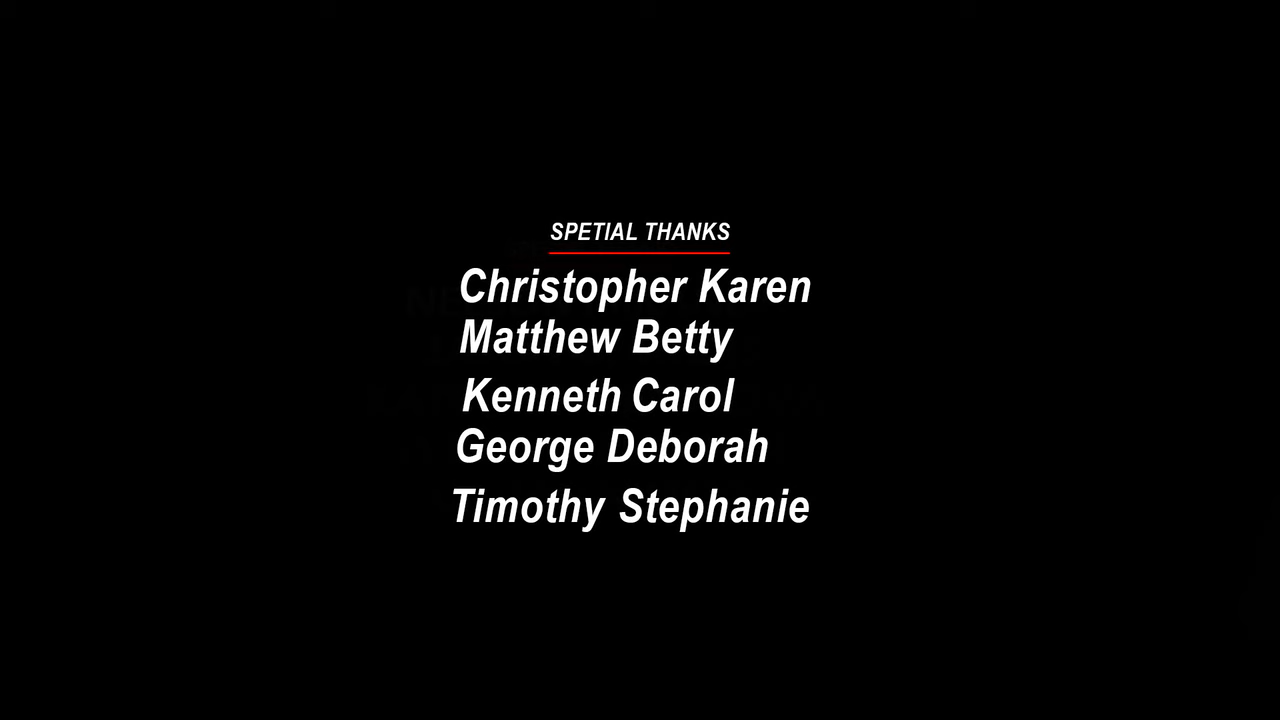 SPETIAL THANKS
Christopher Karen
Matthew Betty
Kenneth Carol
George Deborah
Timothy Stephanie